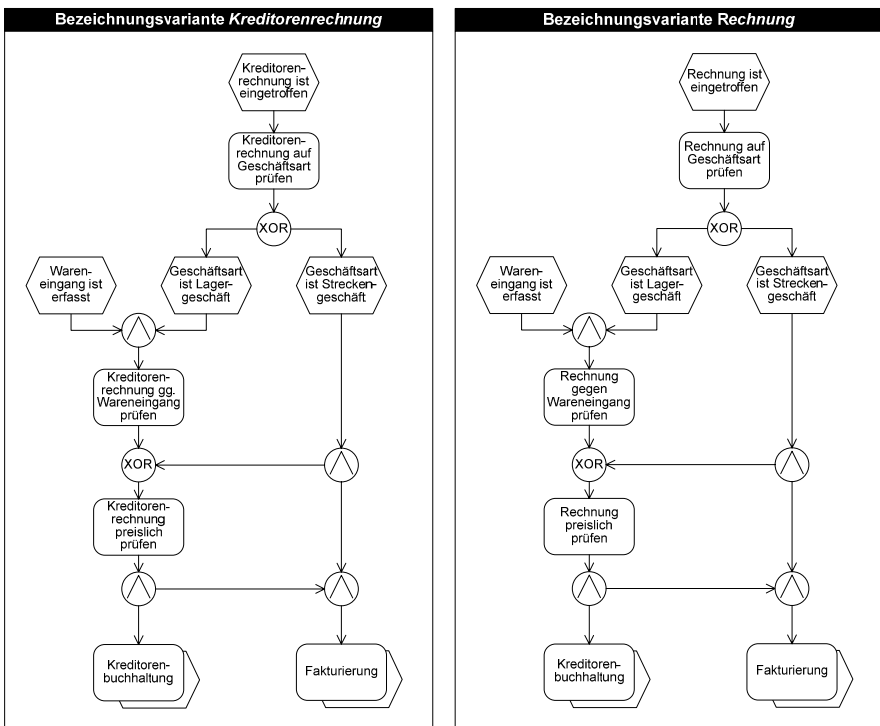 Bezeichnungsvariante Kreditorenrechnung
Kreditoren-
rechnung ist
eingetroffen
Kreditoren-
rechnung auf
Geschäftsart
prüfen
XOR
Waren-
eingang ist
erfasst
Geschäftsart
ist Lager-
geschäft
Geschäftsart
ist Strecken-
geschäft
Kreditoren-
rechnung gg.
Wareneingang
prüfen
XOR
Kreditoren-
rechnung
preislich
prüfen
Kreditoren-
buchhaltung
Fakturierung
Bezeichnungsvariante Rechnung
Rechnung ist
eingetroffen
Rechnung auf
Geschäftsart
prüfen
XOR
Waren-
eingang ist
erfasst
Geschäftsart
ist Lager-
geschäft
Geschäftsart
ist Strecken-
geschäft
Rechnung
gegen
Wareneingang
prüfen
XOR
Rechnung
preislich
prüfen
Kreditoren-
buchhaltung
Fakturierung